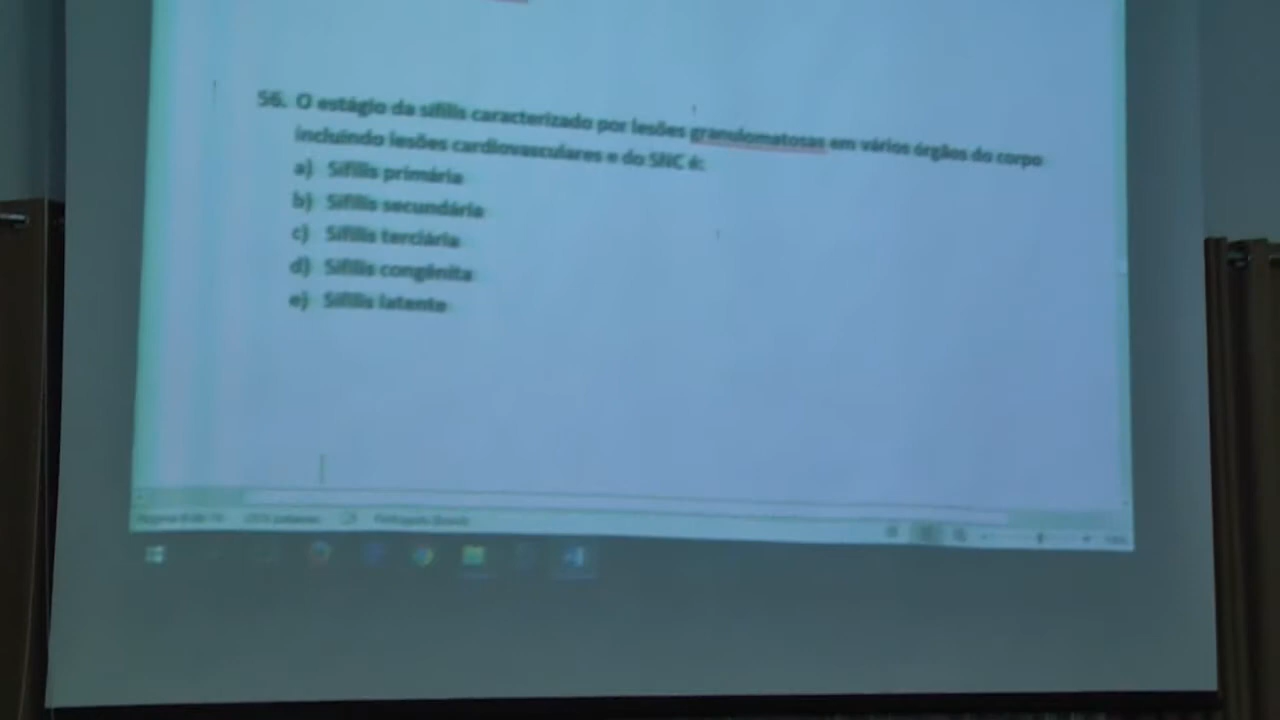 56. O estágio da sífilis caracterizado por lesões granulomatosas em vários órgãos do corpo
incluindo lesões cardiovasculares e do SNC é:
a) Sífilis primária
b) Sífilis secundária
c) Sífilis terciária
d) Sífilis congênita
e) Sífilis latente